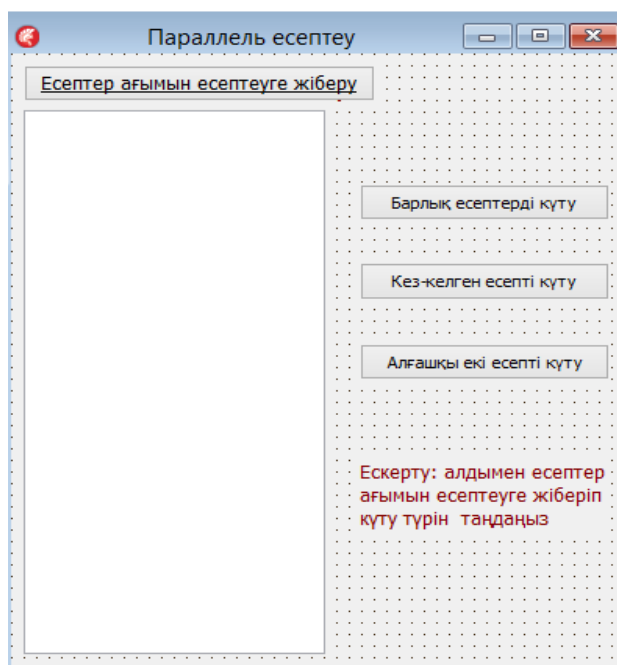 Параллель есептеу
Есептер ағымын есептеуге жіберу
Барлық есептерді күту
Кез-келген есепті күту
Алғашқы екі есепті күту
Ескерту: алдымен есептер
ағымын есептеуге жіберіп
күту түрін таңдаңыз